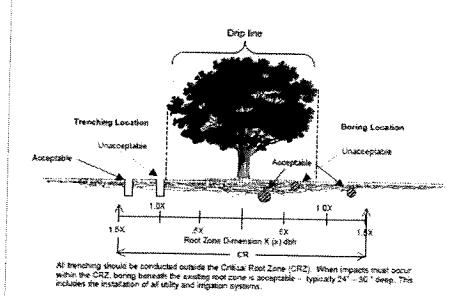 Drip line
Trenching Location
Boring Location
Unacceptable
Unacceptable
Acceptable
Acceptable
1.0X
1.0X
1.5X
.5X
.5X
1.5X
Root Zone Dimension X (x) dbh
CR
All trenching should be conducted outside the Critical Root Zone (CRZ). When impacts must occur
within the CRZ, boring beneath the existing root zone is acceptable – typically 24" – 30" deep. This
includes the installation of all utility and irrigation systems.